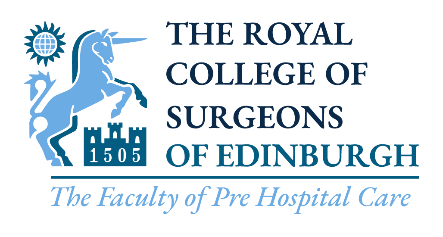 THE ROYAL
COLLEGE OF
SURGEONS
OF EDINBURGH
1505
The Faculty of Pre Hospital Care